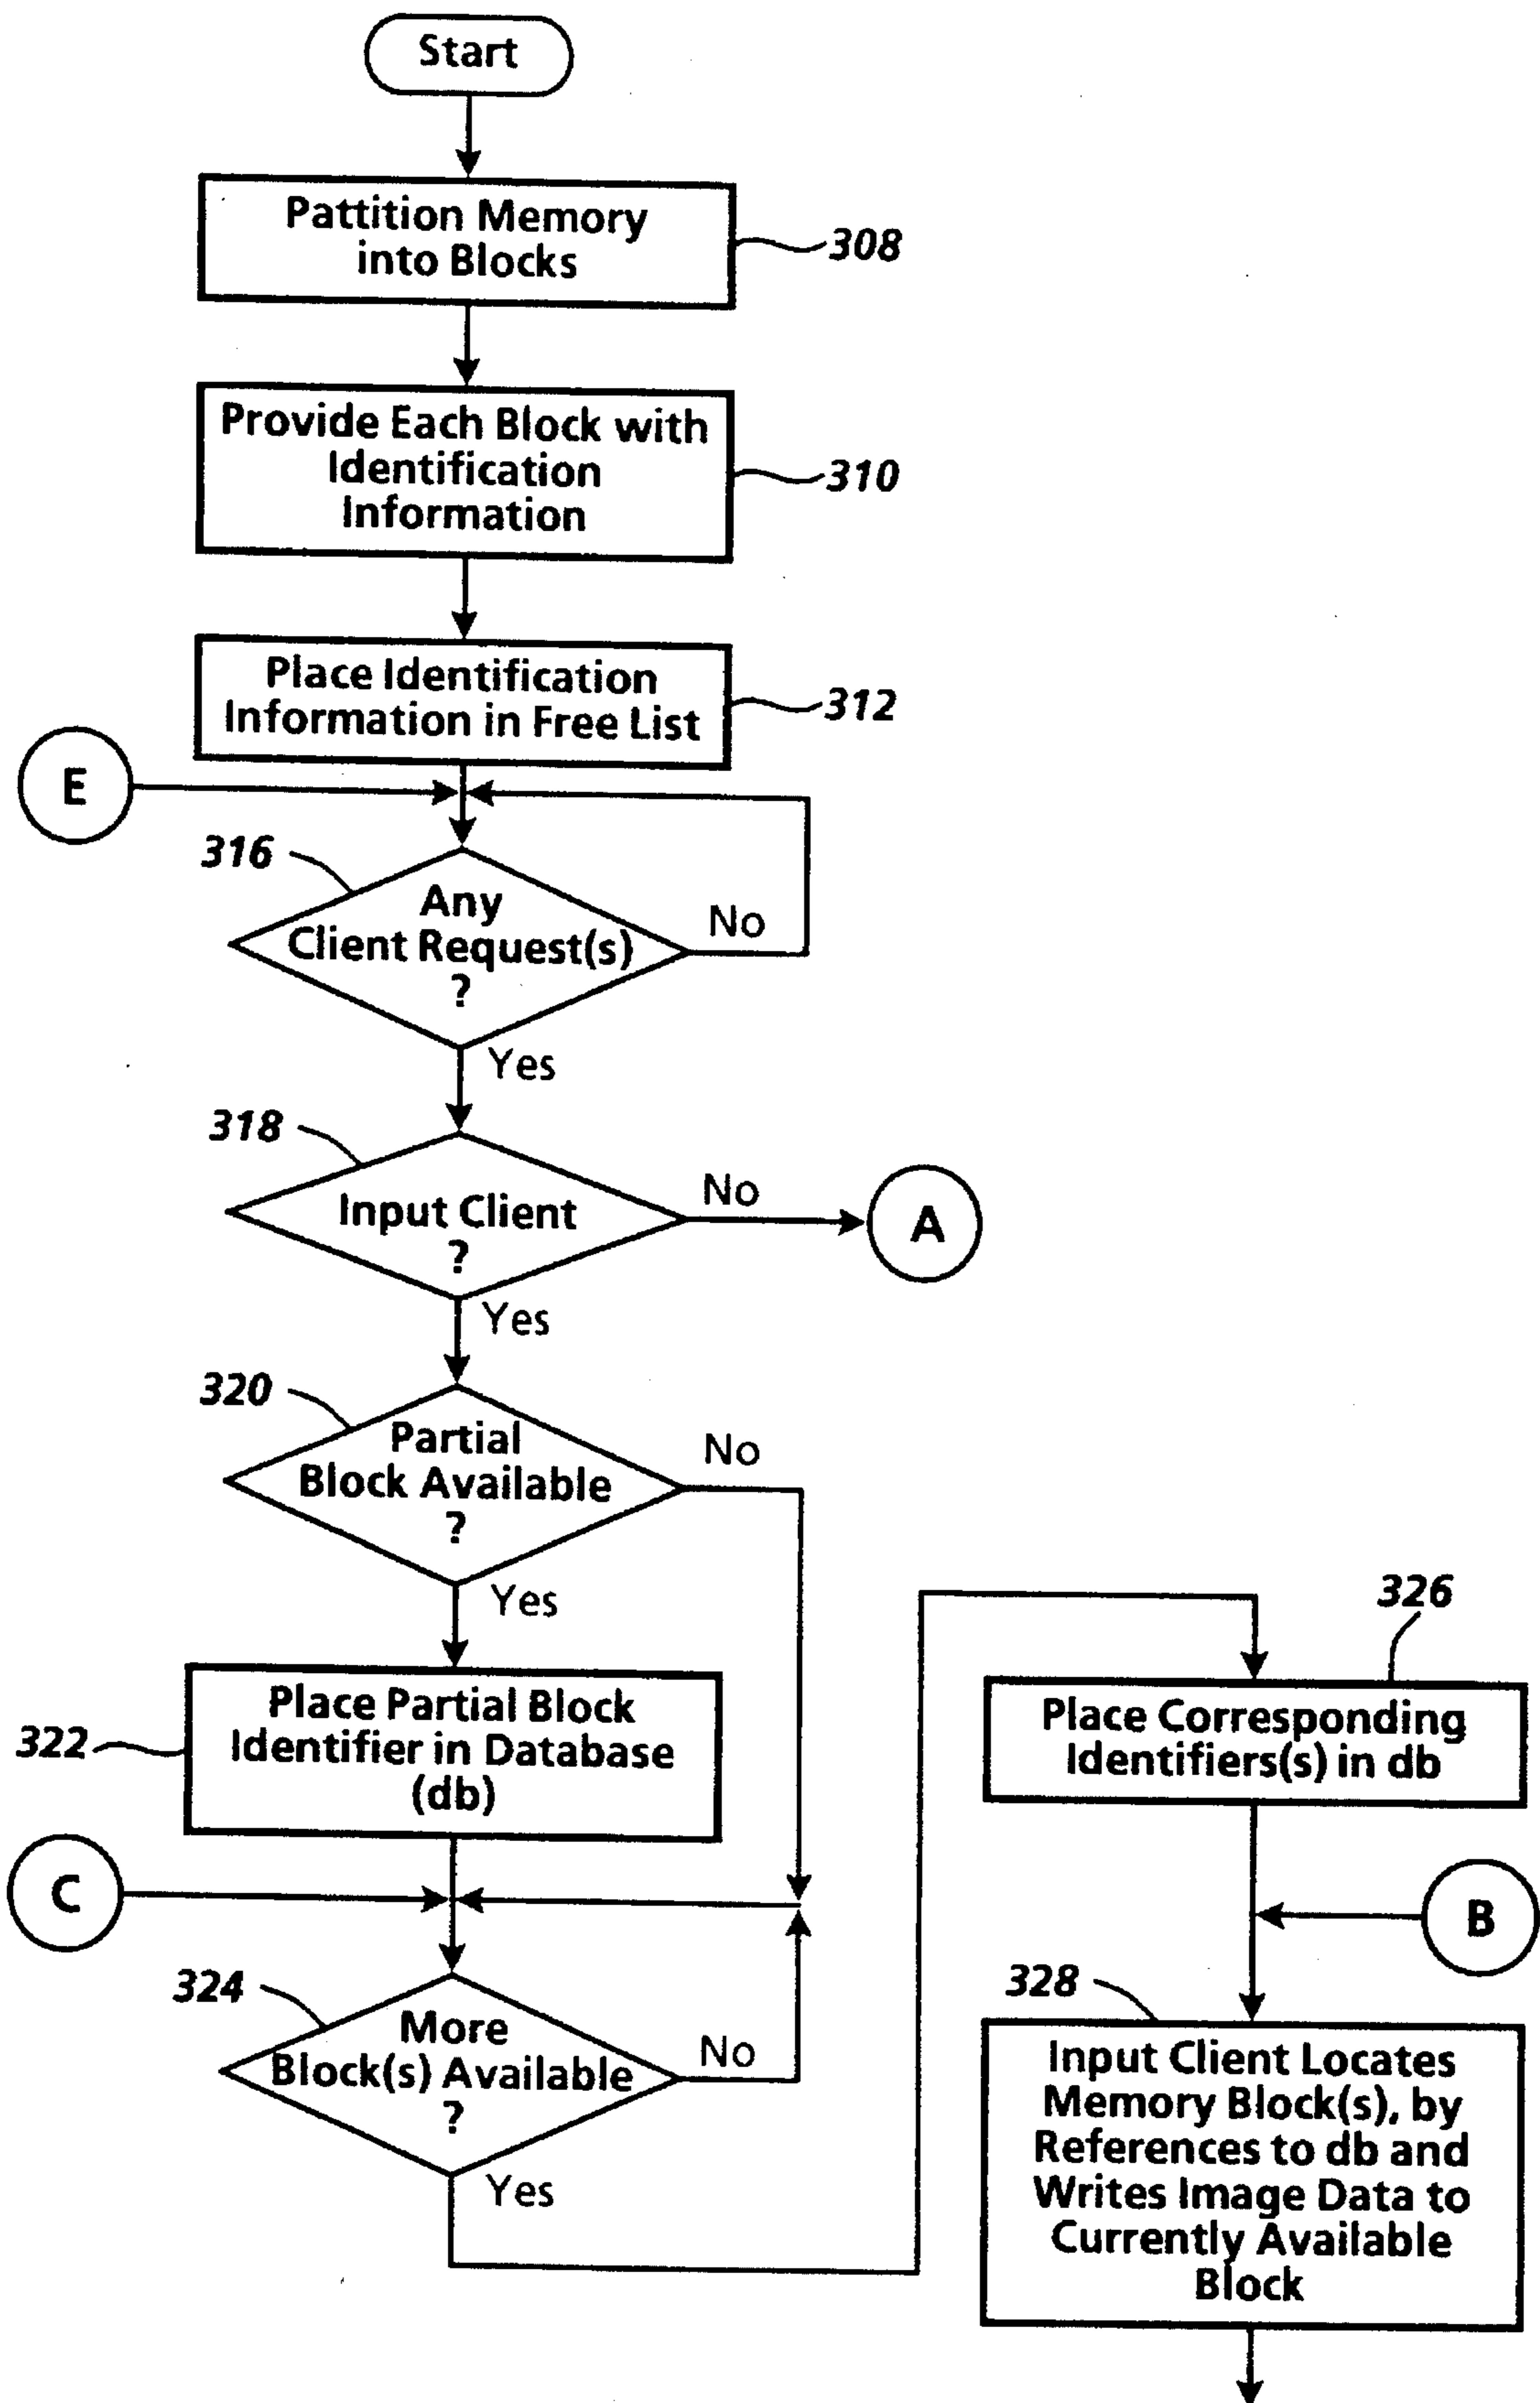 Start
Pattition Memory
into Blocks
308
Provide Each Block with
Identification
Information
310
Place Identification
Information in Free List
312
E
316
Any
Client Request(s)
?
No
Yes
318
Input Client
?
No
A
Yes
320
Partial
Block Available
?
No
Yes
322
Place Partial Block
Identifier in Database
(db)
C
324
More
Block(s) Available
?
No
Yes
326
Place Corresponding
Identifiers(s) in db
B
328
Input Client Locates
Memory Block(s), by
References to db and
Writes Image Data to
Currently Available
Block